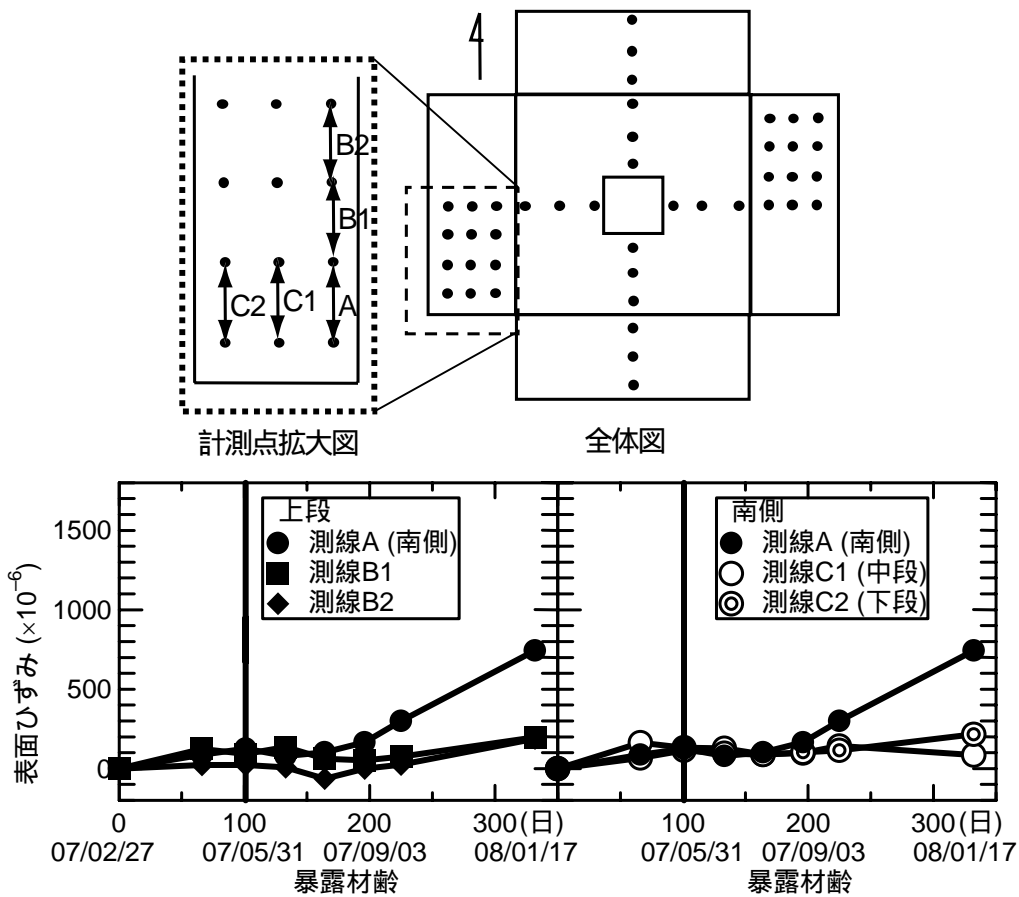 B2
B1
C2
C1
A
計測点拡大図
全体図
表面ひずみ (×10⁻⁶)
1500
1000
500
0
上段
測線A (南側)
測線B1
測線B2
南側
測線A (南側)
測線C1 (中段)
測線C2 (下段)
0 100 200 300 (日)
07/02/27 07/05/31 07/09/03 08/01/17
暴露材齢
100 200 300 (日)
07/05/31 07/09/03 08/01/17
暴露材齢